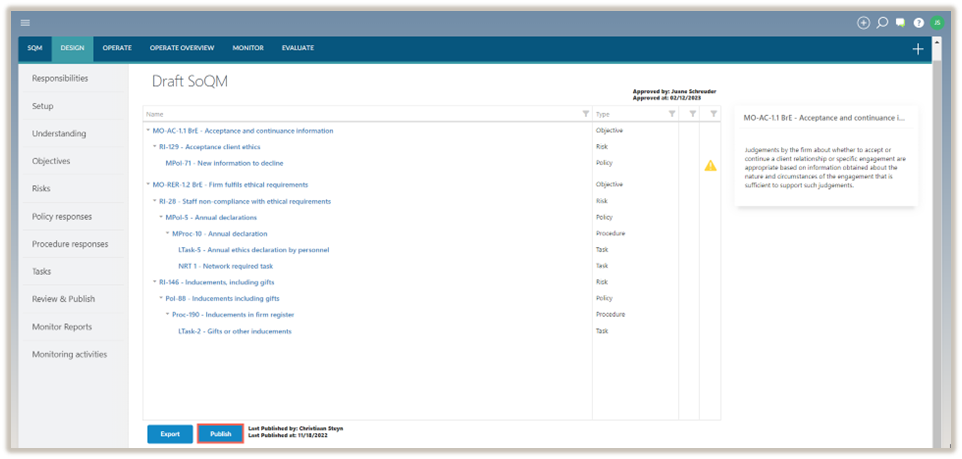 JS
SQM DESIGN OPERATE OPERATE OVERVIEW MONITOR EVALUATE
Responsibilities
Setup
Understanding
Objectives
Risks
Policy responses
Procedure responses
Tasks
Review & Publish
Monitor Reports
Monitoring activities
Draft SoQM
Approved by: Juane Schreuder
Approved at: 02/12/2023
Name Type
MO-AC-1.1 BrE - Acceptance and continuance information Objective
RI-129 - Acceptance client ethics Risk
MPol-71 - New information to decline Policy
MO-RER-1.2 BrE - Firm fulfils ethical requirements Objective
RI-28 - Staff non-compliance with ethical requirements Risk
MPol-5 - Annual declarations Policy
MProc-10 - Annual declaration Procedure
LTask-5 - Annual ethics declaration by personnel Task
NRT 1 - Network required task Task
RI-146 - Inducements, including gifts Risk
Pol-88 - Inducements including gifts Policy
Proc-190 - Inducements in firm register Procedure
LTask-2 - Gifts or other inducements Task
MO-AC-1.1 BrE - Acceptance and continuance i...
Judgements by the firm about whether to accept or
continue a client relationship or specific engagement are
appropriate based on information obtained about the
nature and circumstances of the engagement that is
sufficient to support such judgements.
Export Publish
Last Published by: Christiaan Steyn
Last Published at: 11/18/2022